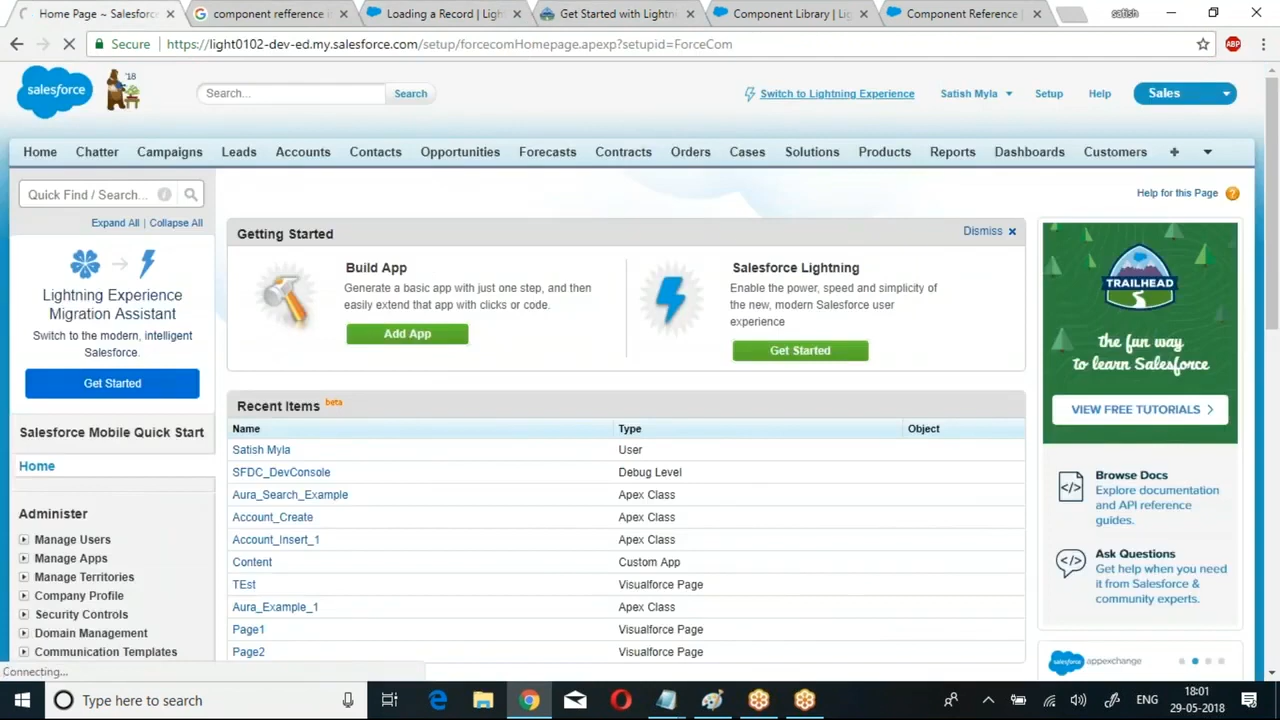 Home Page ~ Salesforc
component refference i
Loading a Record | Ligh
Get Started with Lightn
Component Library | Lig
Component Reference |
satish
Secure
https://light0102-dev-ed.my.salesforce.com/setup/forcecomHomepage.apexp?setupid=ForceCom
ABP
salesforce
'18
Search...
Search
Switch to Lightning Experience
Satish Myla
Setup
Help
Sales
Home
Chatter
Campaigns
Leads
Accounts
Contacts
Opportunities
Forecasts
Contracts
Orders
Cases
Solutions
Products
Reports
Dashboards
Customers
+
Quick Find / Search...
Expand All | Collapse All
Lightning Experience
Migration Assistant
Switch to the modern, intelligent
Salesforce.
Get Started
Salesforce Mobile Quick Start
Home
Administer
Manage Users
Manage Apps
Manage Territories
Company Profile
Security Controls
Domain Management
Communication Templates
Connecting...
Help for this Page
Getting Started
Dismiss
Build App
Generate a basic app with just one step, and then
easily extend that app with clicks or code.
Add App
Salesforce Lightning
Enable the power, speed and simplicity of
the new, modern Salesforce user
experience
Get Started
Recent Items beta
Name Type Object
Satish Myla User
SFDC_DevConsole Debug Level
Aura_Search_Example Apex Class
Account_Create Apex Class
Account_Insert_1 Apex Class
Content Custom App
TEst Visualforce Page
Aura_Example_1 Apex Class
Page1 Visualforce Page
Page2 Visualforce Page
TRAILHEAD
the fun way
to learn Salesforce
VIEW FREE TUTORIALS
Browse Docs
Explore documentation
and API reference
guides.
Ask Questions
Get help when you need
it from Salesforce &
community experts.
salesforce appexchange
Type here to search
ENG
18:01
29-05-2018